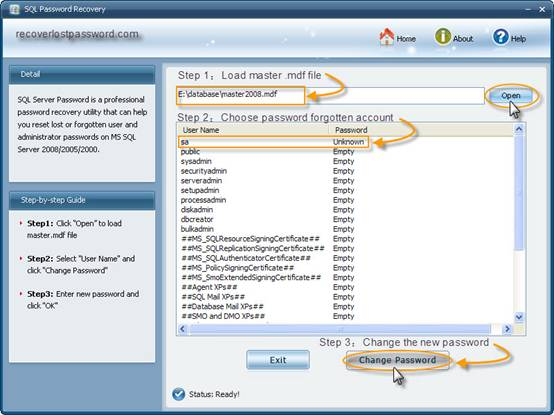 SQL Password Recovery
recoverlostpassword.com
Home
About
Help
Detail
SQL Server Password is a professional
password recovery utility that can help
you reset lost or forgotten user and
administrator passwords on MS SQL
Server 2008/2005/2000.
Step-by-step Guide
Step1: Click "Open" to load
master.mdf file
Step2: Select "User Name" and
click "Change Password"
Step3: Enter new password and
click "OK"
Step 1: Load master .mdf file
E:\database\master2008.mdf
Open
Step 2: Choose password forgotten account
User Name Password
sa Unknown
public Empty
sysadmin Empty
securityadmin Empty
serveradmin Empty
setupadmin Empty
processadmin Empty
diskadmin Empty
dbcreator Empty
bulkadmin Empty
##MS_SQLResourceSigningCertificate## Empty
##MS_SQLReplicationSigningCertificate## Empty
##MS_SQLAuthenticatorCertificate## Empty
##MS_PolicySigningCertificate## Empty
##MS_SmoExtendedSigningCertificate## Empty
##Agent XPs## Empty
##SQL Mail XPs## Empty
##Database Mail XPs## Empty
##SMO and DMO XPs## Empty
Step 3: Change the new password
Exit
Change Password
Status: Ready!